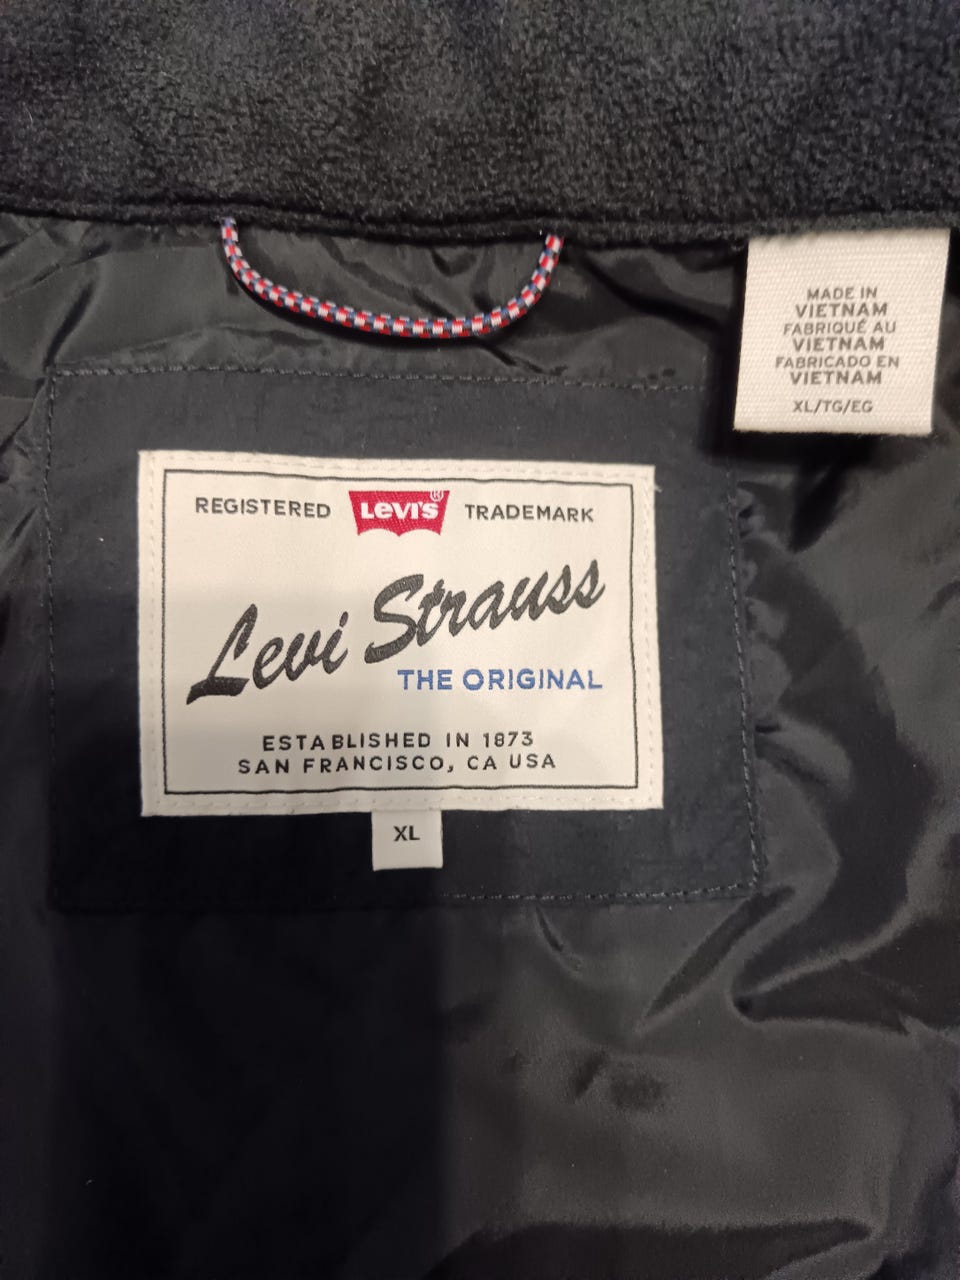 MADE IN
VIETNAM
FABRIQUÉ AU
VIETNAM
FABRICADO EN
VIETNAM
XL/TG/EG
REGISTERED LEVI'S® TRADEMARK
Levi Strauss
THE ORIGINAL
ESTABLISHED IN 1873
SAN FRANCISCO, CA USA
XL